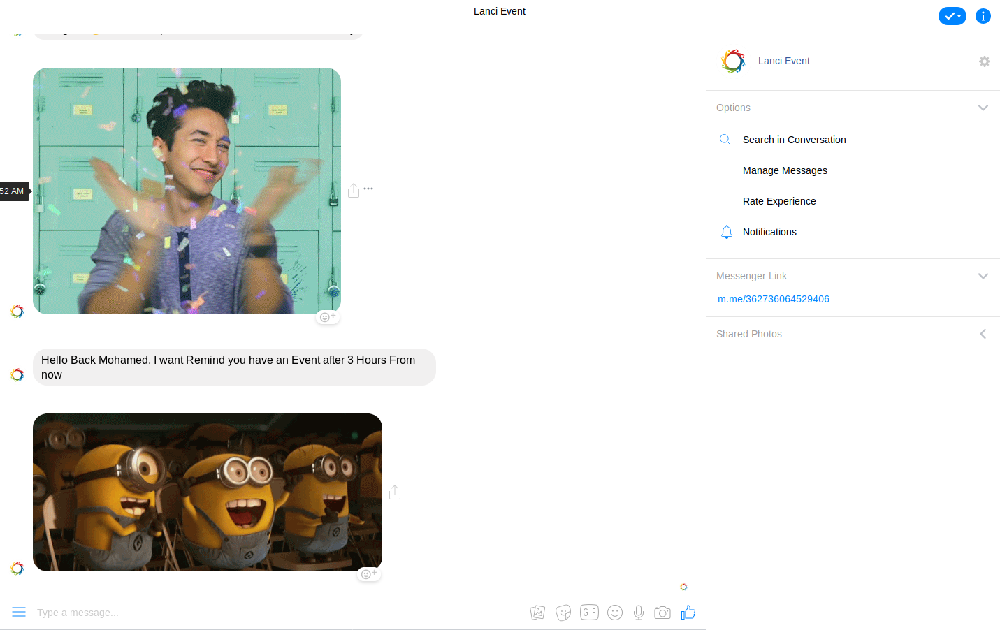 Lanci Event
52 AM
Hello Back Mohamed, I want Remind you have an Event after 3 Hours From
now
Type a message...
GIF
Lanci Event
Options
Search in Conversation
Manage Messages
Rate Experience
Notifications
Messenger Link
m.me/362736064529406
Shared Photos